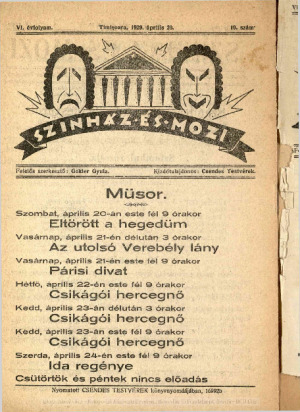 VI. évfolyam. Timișoara, 1929. április 20. 16. szám
SZINHÁZ-ÉS-MOZI
Felelős szerkesztő: Geléer Gyula. Kiadótulajdonos: Csendes Testvérek.
Műsor.
Szombat, április 20-án este fél 9 órakor
Eltörött a hegedűm
Vasárnap, április 21-én délután 3 órakor
Az utolsó Verebély lány
Vasárnap, április 21-én este fél 9 órakor
Párisi divat
Hétfő, április 22-én este fél 9 órakor
Csikágói hercegnő
Kedd, április 23-án délután 3 órakor
Csikágói hercegnő
Kedd, április 23-án este fél 9 órakor
Csikágói hercegnő
Szerda, április 24-én este fél 9 órakor
Ida regénye
Csütörtök és péntek nincs előadás
Nyomatott CSENDES TESTVÉREK könyvnyomdájában,